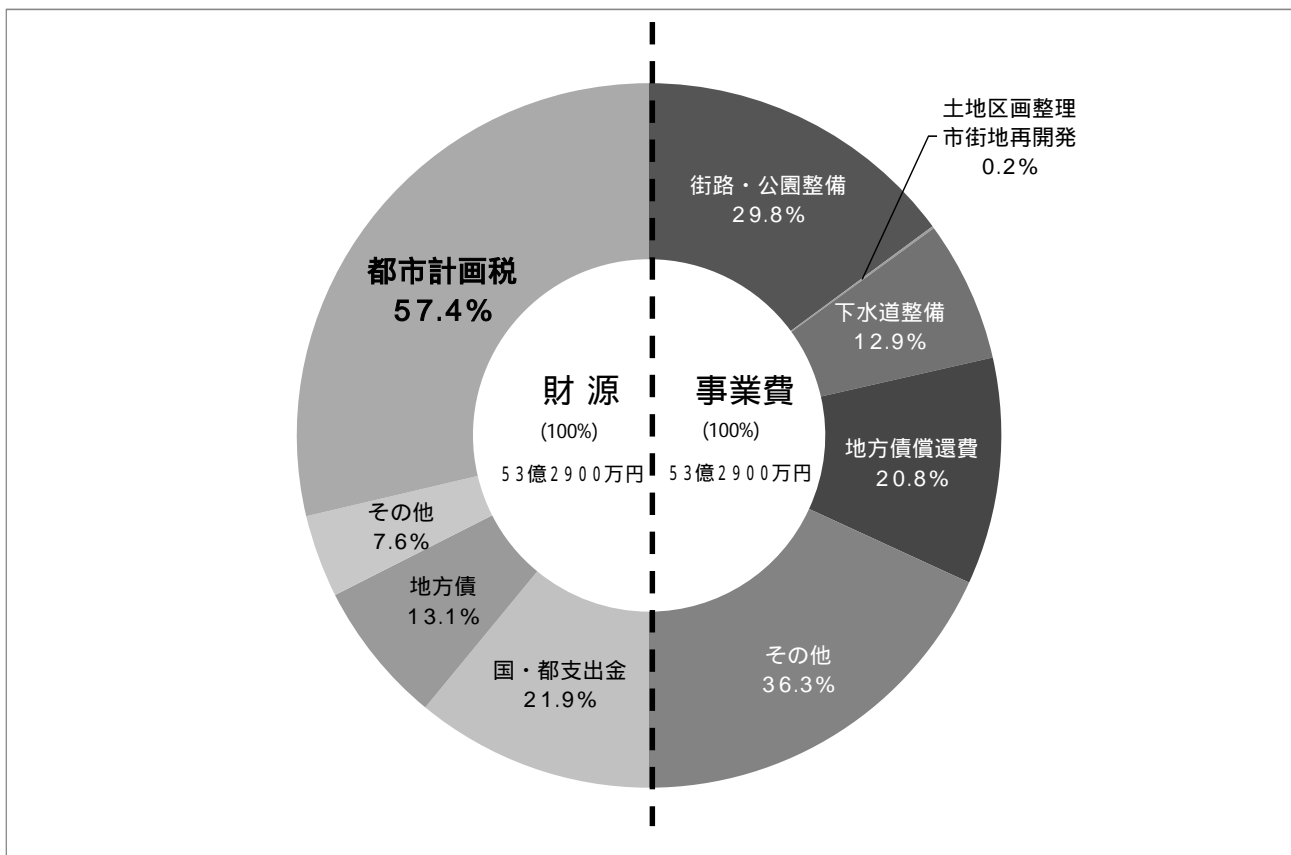 土地区画整理
市街地再開発
0.2%
街路・公園整備
29.8%
都市計画税
57.4%
下水道整備
12.9%
財源
(100%)
53億2900万円
事業費
(100%)
53億2900万円
地方債償還費
20.8%
その他
7.6%
地方債
13.1%
国・都支出金
21.9%
その他
36.3%